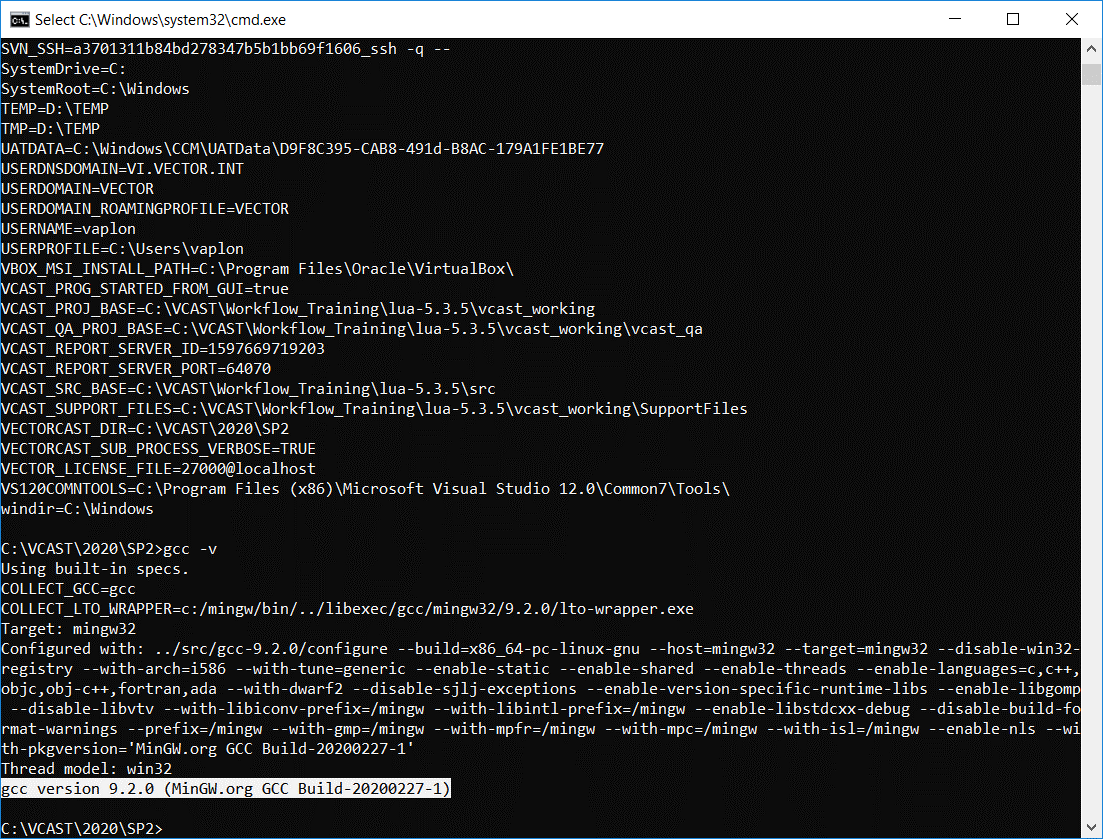 Select C:\Windows\system32\cmd.exe
SVN_SSH=a3701311b84bd278347b5b1bb69f1606_ssh -q --
SystemDrive=C:
SystemRoot=C:\Windows
TEMP=D:\TEMP
TMP=D:\TEMP
UATDATA=C:\Windows\CCM\UATData\D9F8C395-CAB8-491d-B8AC-179A1FE1BE77
USERDNSDOMAIN=VI.VECTOR.INT
USERDOMAIN=VECTOR
USERDOMAIN_ROAMINGPROFILE=VECTOR
USERNAME=vaplon
USERPROFILE=C:\Users\vaplon
VBOX_MSI_INSTALL_PATH=C:\Program Files\Oracle\VirtualBox\
VCAST_PROG_STARTED_FROM_GUI=true
VCAST_PROJ_BASE=C:\VCAST\Workflow_Training\lua-5.3.5\vcast_working
VCAST_QA_PROJ_BASE=C:\VCAST\Workflow_Training\lua-5.3.5\vcast_working\vcast_qa
VCAST_REPORT_SERVER_ID=1597669719203
VCAST_REPORT_SERVER_PORT=64070
VCAST_SRC_BASE=C:\VCAST\Workflow_Training\lua-5.3.5\src
VCAST_SUPPORT_FILES=C:\VCAST\Workflow_Training\lua-5.3.5\vcast_working\SupportFiles
VECTORCAST_DIR=C:\VCAST\2020\SP2
VECTORCAST_SUB_PROCESS_VERBOSE=TRUE
VECTOR_LICENSE_FILE=27000@localhost
VS120COMNTOOLS=C:\Program Files (x86)\Microsoft Visual Studio 12.0\Common7\Tools\
windir=C:\Windows
C:\VCAST\2020\SP2>gcc -v
Using built-in specs.
COLLECT_GCC=gcc
COLLECT_LTO_WRAPPER=c:/mingw/bin/../libexec/gcc/mingw32/9.2.0/lto-wrapper.exe
Target: mingw32
Configured with: ../src/gcc-9.2.0/configure --build=x86_64-pc-linux-gnu --host=mingw32 --target=mingw32 --disable-win32-
registry --with-arch=i586 --with-tune=generic --enable-static --enable-shared --enable-threads --enable-languages=c,c++,
objc,obj-c++,fortran,ada --with-dwarf2 --disable-sjlj-exceptions --enable-version-specific-runtime-libs --enable-libgomp
 --disable-libvtv --with-libiconv-prefix=/mingw --with-libintl-prefix=/mingw --enable-libstdcxx-debug --disable-build-fo
rmat-warnings --prefix=/mingw --with-gmp=/mingw --with-mpfr=/mingw --with-mpc=/mingw --with-isl=/mingw --enable-nls --wi
th-pkgversion='MinGW.org GCC Build-20200227-1'
Thread model: win32
gcc version 9.2.0 (MinGW.org GCC Build-20200227-1)
C:\VCAST\2020\SP2>